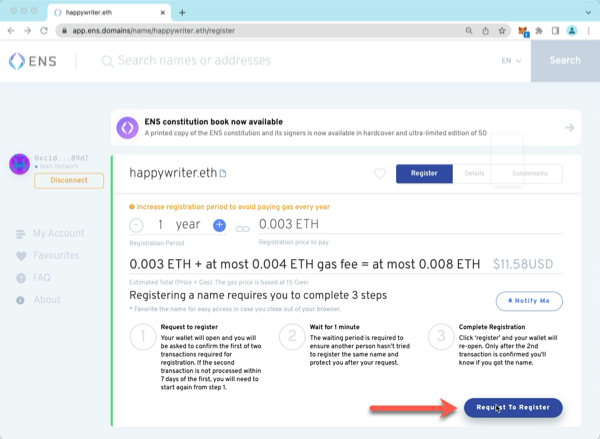 happywriter.eth
app.ens.domains/name/happywriter.eth/register
ENS
Search names or addresses
EN
Search
ENS constitution book now available
A printed copy of the ENS constitution and its signers is now available in hardcover and ultra-limited edition of 50
0xc1d...89d7
Main Network
Disconnect
happywriter.eth
Register
Details
Subdomains
Increase registration period to avoid paying gas every year
- 1 year +
0.003 ETH
Registration Period
Registration price to pay
0.003 ETH + at most 0.004 ETH gas fee = at most 0.008 ETH
$11.58USD
Estimated Total (Price + Gas). The gas price is based at 15 Gwei
Registering a name requires you to complete 3 steps
* Favorite the name for easy access in case you close out of your browser.
Notify Me
My Account
Favourites
FAQ
About
1
Request to register
Your wallet will open and you will
be asked to confirm the first of two
transactions required for
registration. If the second
transaction is not processed within
7 days of the first, you will need to
start again from step 1.
2
Wait for 1 minute
The waiting period is required to
ensure another person hasn't tried
to register the same name and
protect you after your request.
3
Complete Registration
Click 'register' and your wallet will
re-open. Only after the 2nd
transaction is confirmed you'll
know if you got the name.
Request To Register